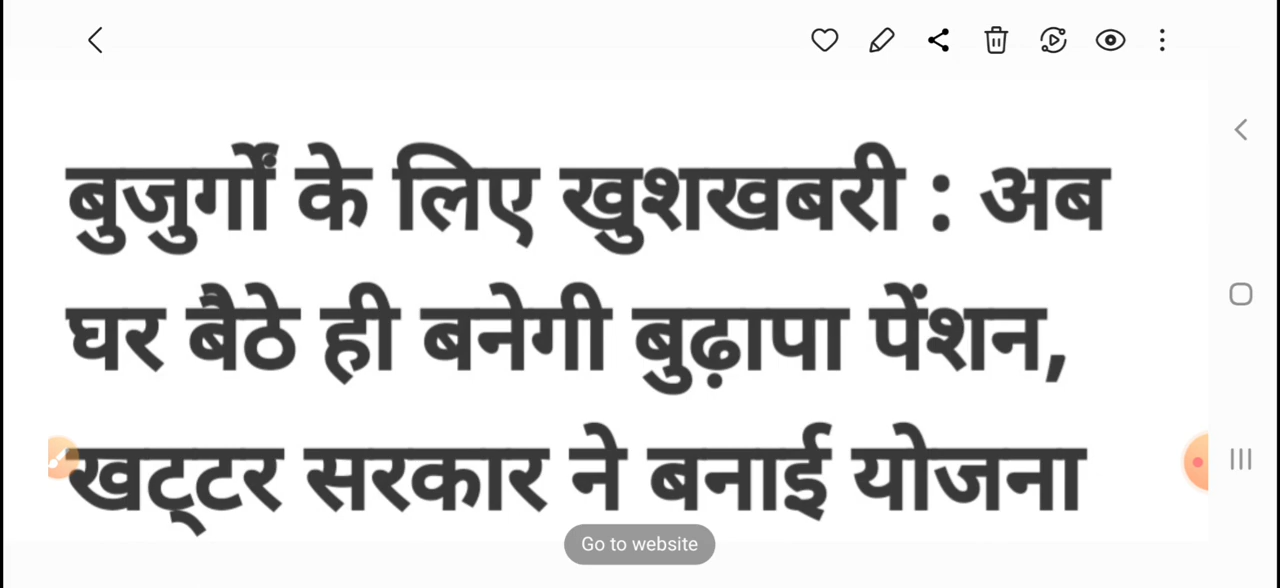 बुजुर्गों के लिए खुशखबरी : अब
घर बैठे ही बनेगी बुढ़ापा पेंशन,
खट्टर सरकार ने बनाई योजना
Go to website